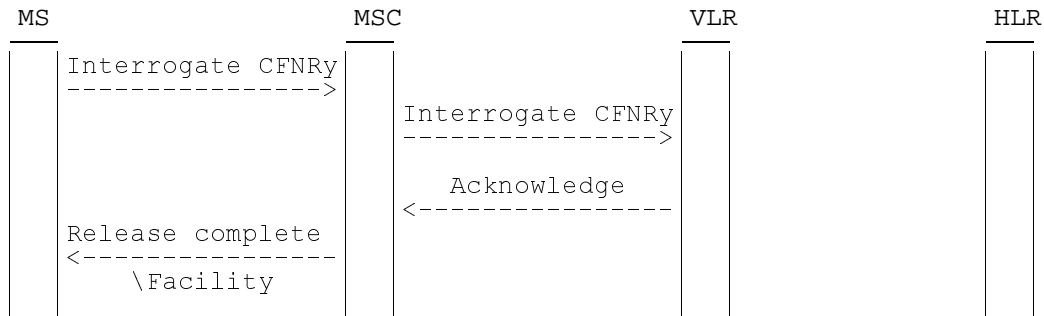 MS MSC VLR HLR
Interrogate CFNRy
---------------->
Interrogate CFNRy
---------------->
Acknowledge
<----------------
Release complete
<----------------
\Facility